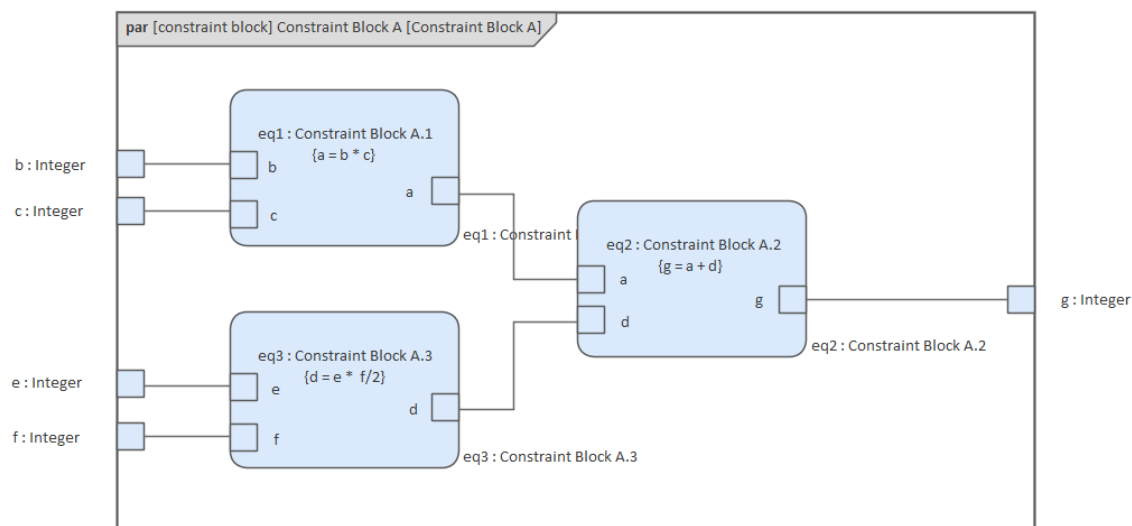 par [constraint block] Constraint Block A [Constraint Block A]
eq1 : Constraint Block A.1
{a = b * c}
b : Integer
b
a
c : Integer
c
eq1: Constraint
eq2 : Constraint Block A.2
{g = a + d}
a
g
g : Integer
d
eq2 : Constraint Block A.2
eq3 : Constraint Block A.3
{d = e *  f/2}
e : Integer
e
d
f : Integer
f
eq3 : Constraint Block A.3